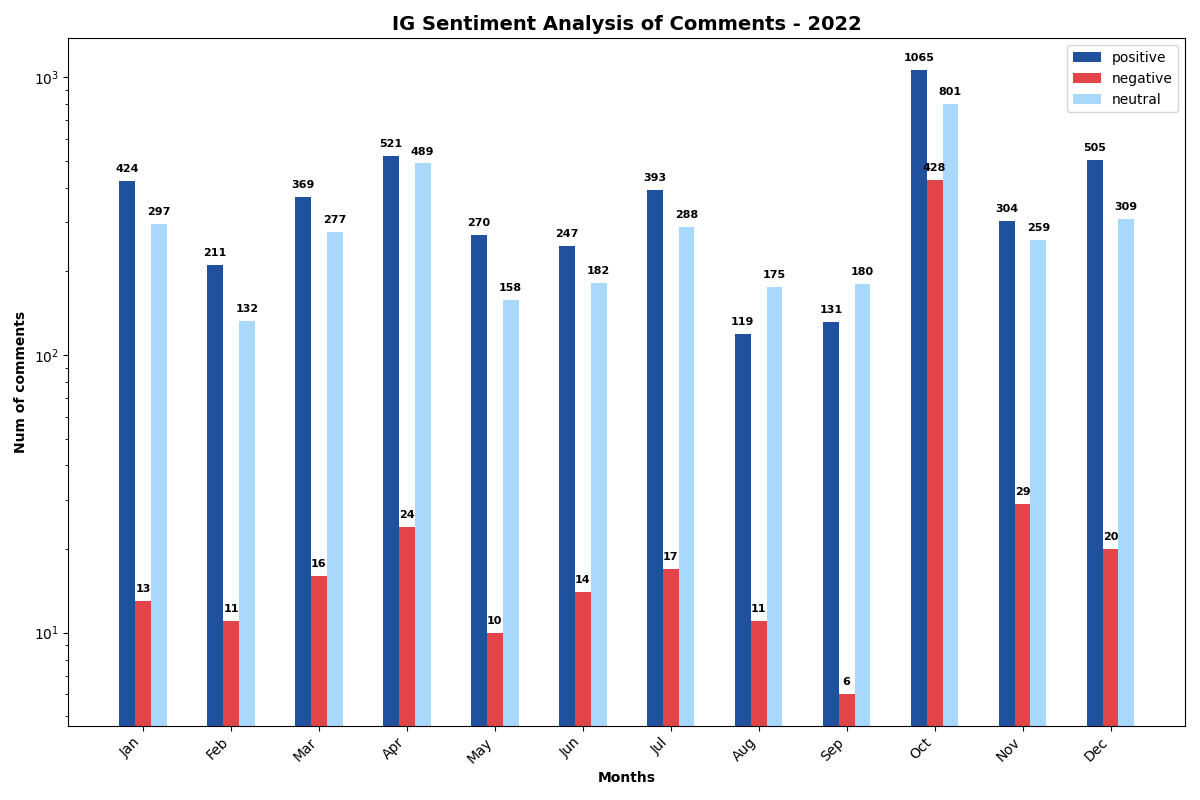 IG Sentiment Analysis of Comments - 2022
positive
negative
neutral
Num of comments
10³
10²
10¹
424
13
297
211
11
132
369
16
277
521
24
489
270
10
158
247
14
182
393
17
288
119
11
175
131
6
180
1065
428
801
304
29
259
505
20
309
Jan
Feb
Mar
Apr
May
Jun
Jul
Aug
Sep
Oct
Nov
Dec
Months